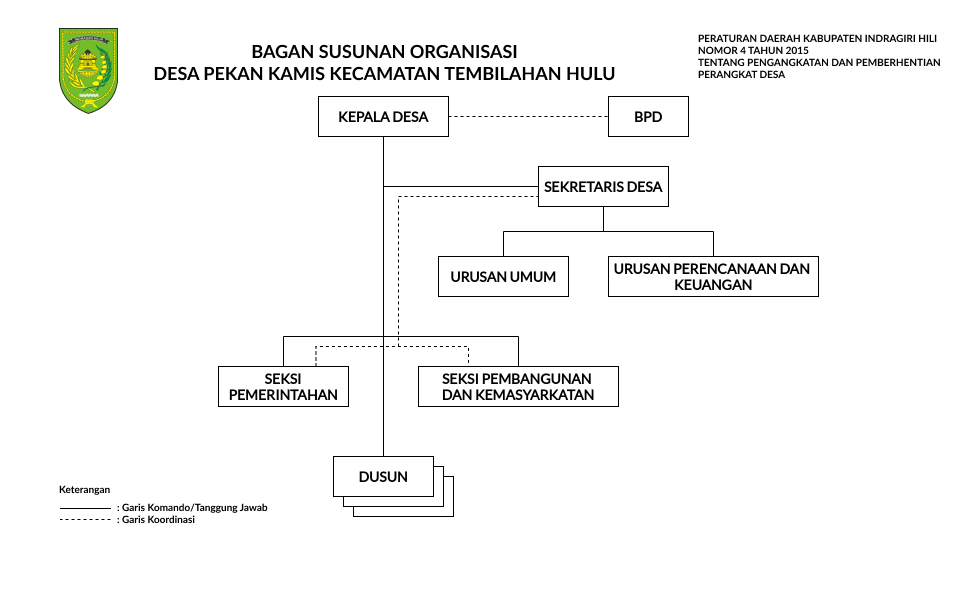 BAGAN SUSUNAN ORGANISASI
DESA PEKAN KAMIS KECAMATAN TEMBILAHAN HULU
PERATURAN DAERAH KABUPATEN INDRAGIRI HILI
NOMOR 4 TAHUN 2015
TENTANG PENGANGKATAN DAN PEMBERHENTIAN
PERANGKAT DESA
KEPALA DESA
BPD
SEKRETARIS DESA
URUSAN UMUM
URUSAN PERENCANAAN DAN
KEUANGAN
SEKSI
PEMERINTAHAN
SEKSI PEMBANGUNAN
DAN KEMASYARKATAN
DUSUN
Keterangan
: Garis Komando/Tanggung Jawab
: Garis Koordinasi